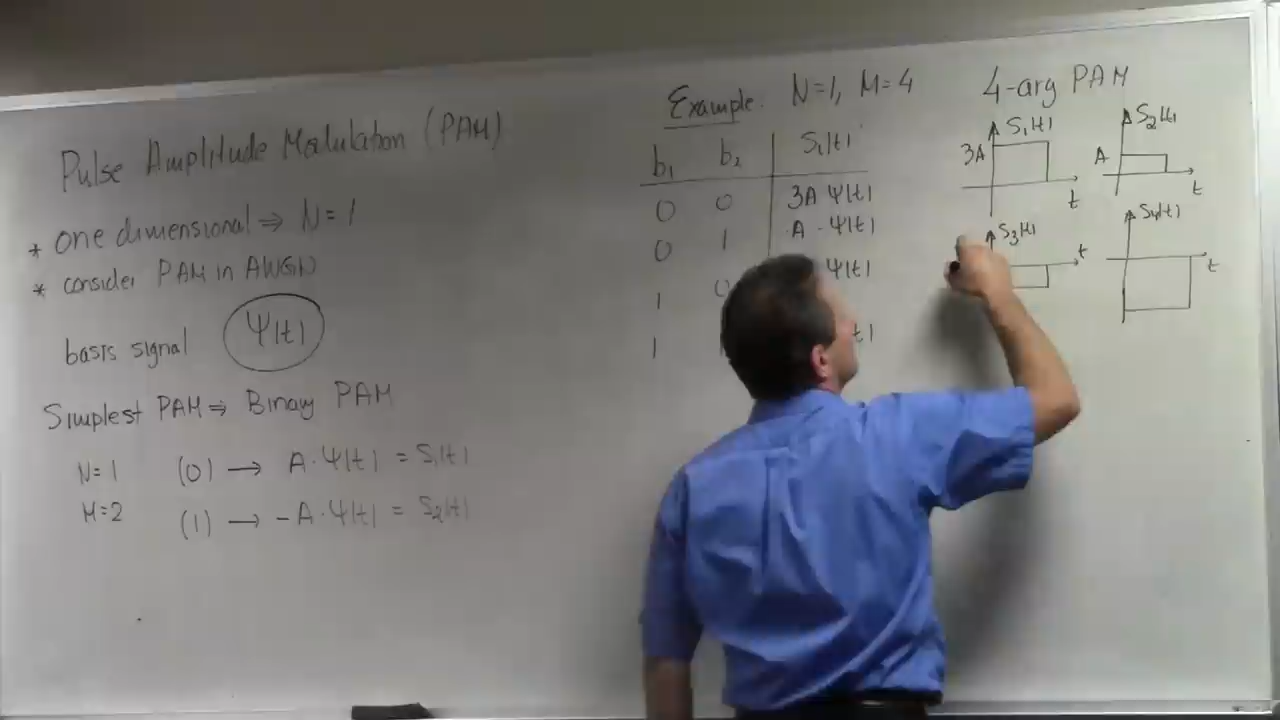 Pulse Amplitude Modulation (PAM)
* one dimensional ⇒ N=1
* consider PAM in AWGN
basis signal Ψ(t)
Simplest PAM ⇒ Binary PAM
N=1 (0) → A·Ψ(t) = S₁(t)
M=2 (1) → -A·Ψ(t) = S₂(t)
Example: N=1, M=4 4-arg PAM
b₁ b₂ Sᵢ(t)
0 0 3A Ψ(t)
0 1 A·Ψ(t)
1 0 Ψ(t)
1
3A S₁(t) t
A S₂(t) t
S₃(t) t
S₄(t) t